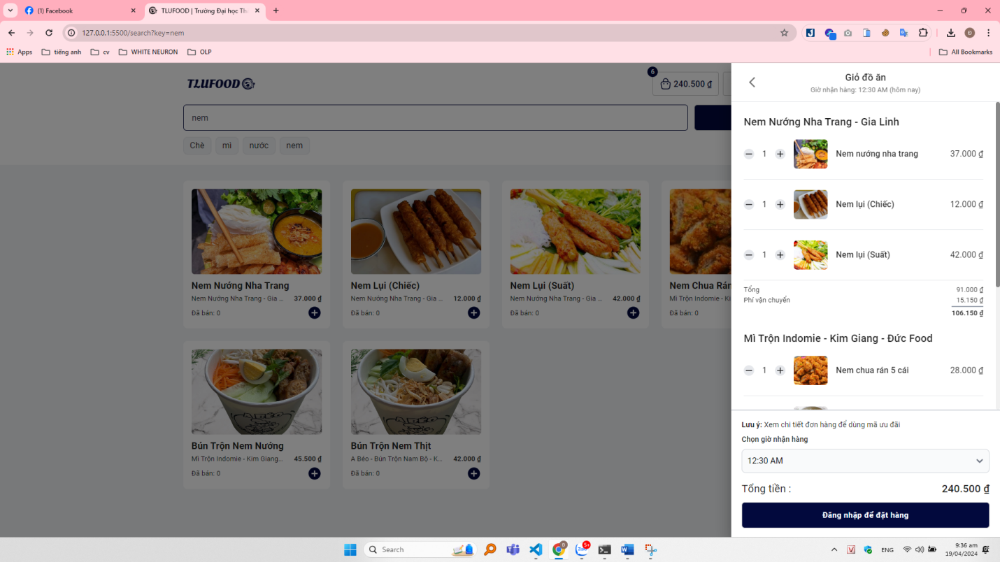 (1) Facebook
TLUFOOD | Trường Đại học Th
127.0.0.1:5500/search?key=nem
Apps tiếng anh cv WHITE NEURON OLP All Bookmarks
TLUFOOD
6
240.500 ₫
nem
Chè mì nước nem
Nem Nướng Nha Trang
Nem Nướng Nha Trang - Gia ... 37.000 ₫
Đã bán: 0
Nem Lụi (Chiếc)
Nem Nướng Nha Trang - Gia ... 12.000 ₫
Đã bán: 0
Nem Lụi (Suất)
Nem Nướng Nha Trang - Gia ... 42.000 ₫
Đã bán: 0
Nem Chua Rán
Mì Trộn Indomie - Ki
Đã bán: 0
Bún Trộn Nem Nướng
Mì Trộn Indomie - Kim Giang... 45.500 ₫
Đã bán: 0
Bún Trộn Nem Thịt
A Béo - Bún Trộn Nam Bộ - K... 42.000 ₫
Đã bán: 0
Giỏ đồ ăn
Giờ nhận hàng: 12:30 AM (hôm nay)
Nem Nướng Nha Trang - Gia Linh
1 Nem nướng nha trang 37.000 ₫
1 Nem lụi (Chiếc) 12.000 ₫
1 Nem lụi (Suất) 42.000 ₫
Tổng 91.000 ₫
Phí vận chuyển 15.150 ₫
106.150 ₫
Mì Trộn Indomie - Kim Giang - Đức Food
1 Nem chua rán 5 cái 28.000 ₫
Lưu ý: Xem chi tiết đơn hàng để dùng mã ưu đãi
Chọn giờ nhận hàng
12:30 AM
Tổng tiền : 240.500 ₫
Đăng nhập để đặt hàng
Search
5+
ENG
9:36 am
19/04/2024